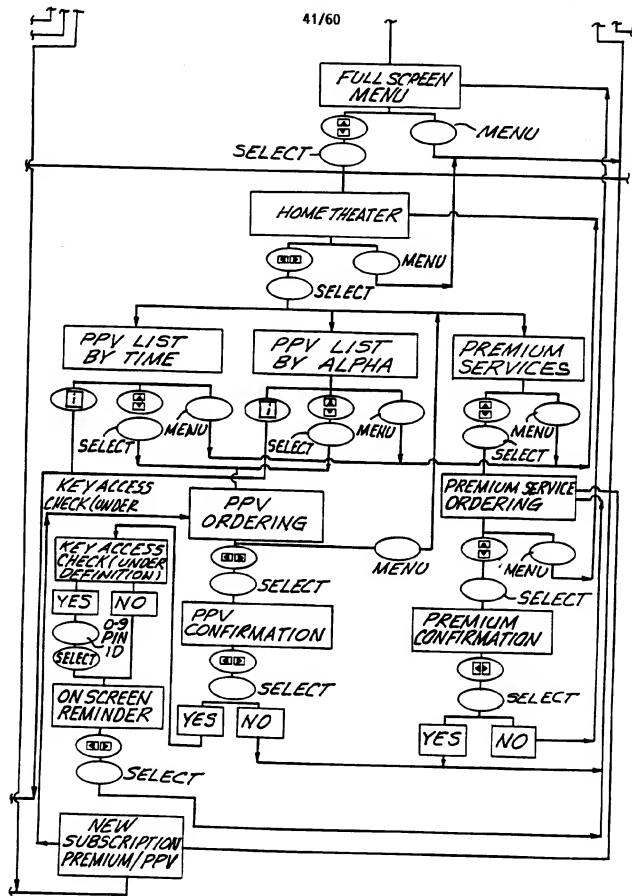 41/60
FULL SCREEN
MENU
MENU
SELECT
HOME THEATER
MENU
SELECT
PPV LIST
BY TIME
PPV LIST
BY ALPHA
PREMIUM
SERVICES
i
SELECT
MENU
i
SELECT
MENU
MENU
SELECT
KEY ACCESS
CHECK (UNDER
PPV
ORDERING
PREMIUM SERVICE
ORDERING
KEY ACCESS
CHECK (UNDER
DEFINITION)
MENU
SELECT
MENU
SELECT
YES
NO
0-9
PIN
ID
SELECT
PPV
CONFIRMATION
PREMIUM
CONFIRMATION
ON SCREEN
REMINDER
SELECT
SELECT
YES
NO
YES
NO
SELECT
NEW
SUBSCRIPTION
PREMIUM/PPV